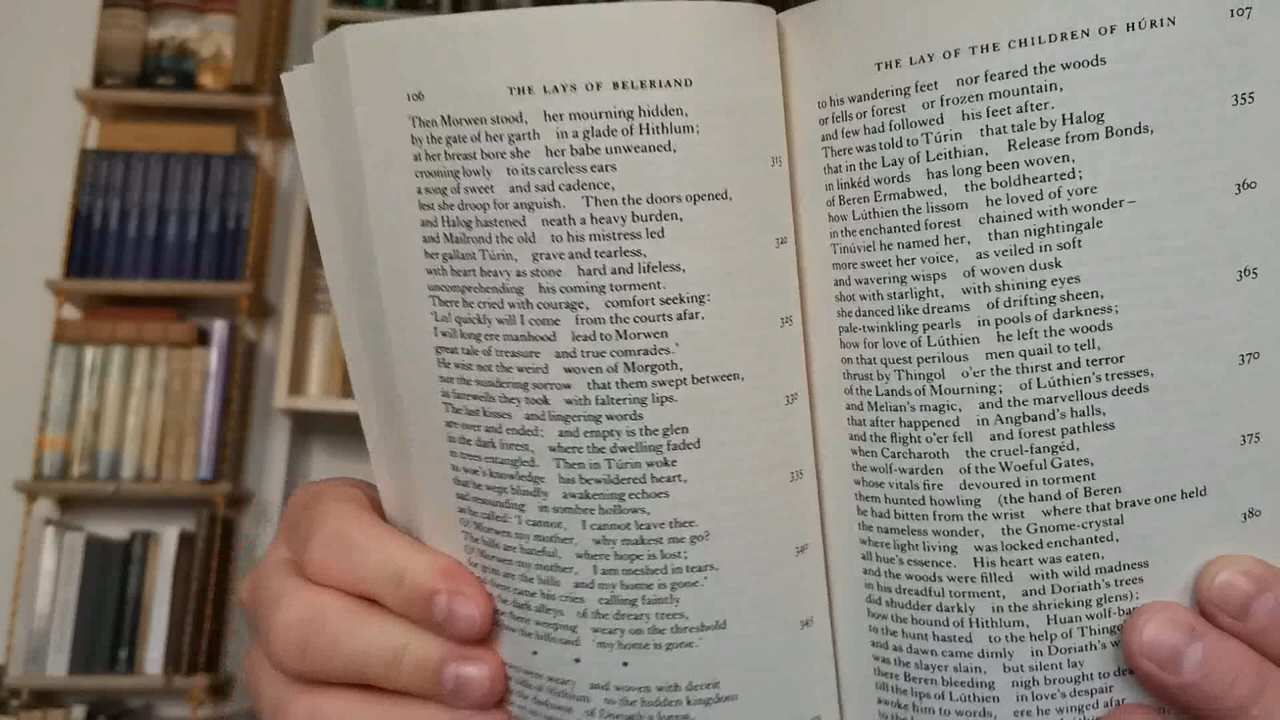 106
THE LAYS OF BELERIAND
Then Morwen stood, her mourning hidden,
by the gate of her garth in a glade of Hithlum;
at her breast bore she her babe unweaned,
crooning lowly to its careless ears
315
a song of sweet and sad cadence,
lest she droop for anguish. Then the doors opened,
and Halog hastened neath a heavy burden,
and Mailrond the old to his mistress led
her gallant Túrin, grave and tearless,
320
with heart heavy as stone hard and lifeless,
uncomprehending his coming torment.
There he cried with courage, comfort seeking:
'Lo! quickly will I come from the courts afar,
I will long ere manhood lead to Morwen
325
great tale of treasure and true comrades.'
He wist not the weird woven of Morgoth,
nor the sundering sorrow that them swept between,
as farewells they took with faltering lips.
The last kisses and lingering words
330
are over and ended; and empty is the glen
in the dark forest, where the dwelling faded
in trees entangled. Then in Túrin woke
to woe's knowledge his bewildered heart,
that he wept blindly awakening echoes
335
sad resounding in sombre hollows,
as he called: 'I cannot, I cannot leave thee.
O! Morwen my mother, why makest me go?
The hills are hateful, where hope is lost;
O! Morwen my mother, I am meshed in tears,
340
for grim are the hills and my home is gone.'
came his cries calling faintly
the dark alleys of the dreary trees,
there weeping weary on the threshold
how the hills said 'my home is gone.'
345
* * *
weary and woven with deceit
Hithlum to the hidden kingdom
107
THE LAY OF THE CHILDREN OF HÚRIN
to his wandering feet nor feared the woods
or fells or forest or frozen mountain,
and few had followed his feet after.
355
There was told to Túrin that tale by Halog
that in the Lay of Leithian, Release from Bonds,
in linkéd words has long been woven,
of Beren Ermabwed, the boldhearted;
how Lúthien the lissom he loved of yore
360
in the enchanted forest chained with wonder –
Tinúviel he named her, than nightingale
more sweet her voice, as veiled in soft
and wavering wisps of woven dusk
shot with starlight, with shining eyes
365
she danced like dreams of drifting sheen,
pale-twinkling pearls in pools of darkness;
how for love of Lúthien he left the woods
on that quest perilous men quail to tell,
thrust by Thingol o'er the thirst and terror
370
of the Lands of Mourning; of Lúthien's tresses,
and Melian's magic, and the marvellous deeds
that after happened in Angband's halls,
and the flight o'er fell and forest pathless
when Carcharoth the cruel-fangéd,
375
the wolf-warden of the Woeful Gates,
whose vitals fire devoured in torment
them hunted howling (the hand of Beren
he had bitten from the wrist where that brave one held
the nameless wonder, the Gnome-crystal
380
where light living was locked enchanted,
all hue's essence. His heart was eaten,
and the woods were filled with wild madness
in his dreadful torment, and Doriath's trees
did shudder darkly in the shrieking glens);
how the hound of Hithlum, Huan
to the hunt hasted to the help of
and as dawn came dimly in Doriath's
was the slayer slain, but silent lay
there Beren bleeding nigh brought to
till the lips of Lúthien in love's despair
awoke him to words, ere he winged afar